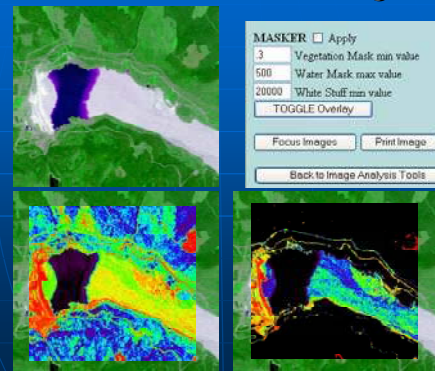 MASKER Apply
.3 Vegetation Mask min value
500 Water Mask max value
20000 White Stuff min value
TOGGLE Overlay
Focus Images Print Image
Back to Image Analysis Tools